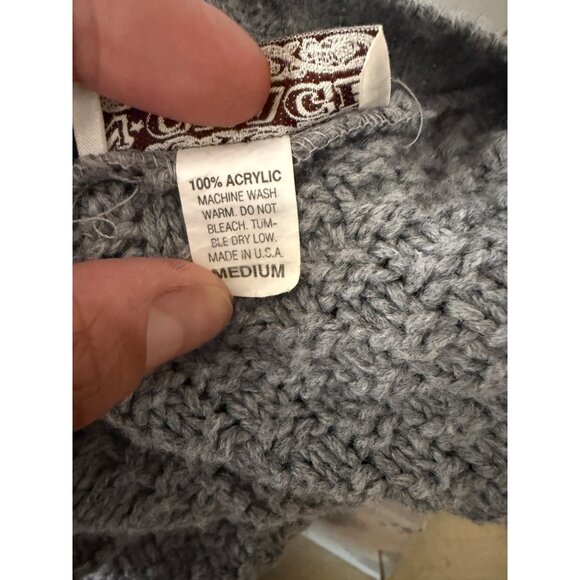 100% ACRYLIC
MACHINE WASH
WARM. DO NOT
BLEACH. TUM-
BLE DRY LOW.
MADE IN U.S.A.
MEDIUM